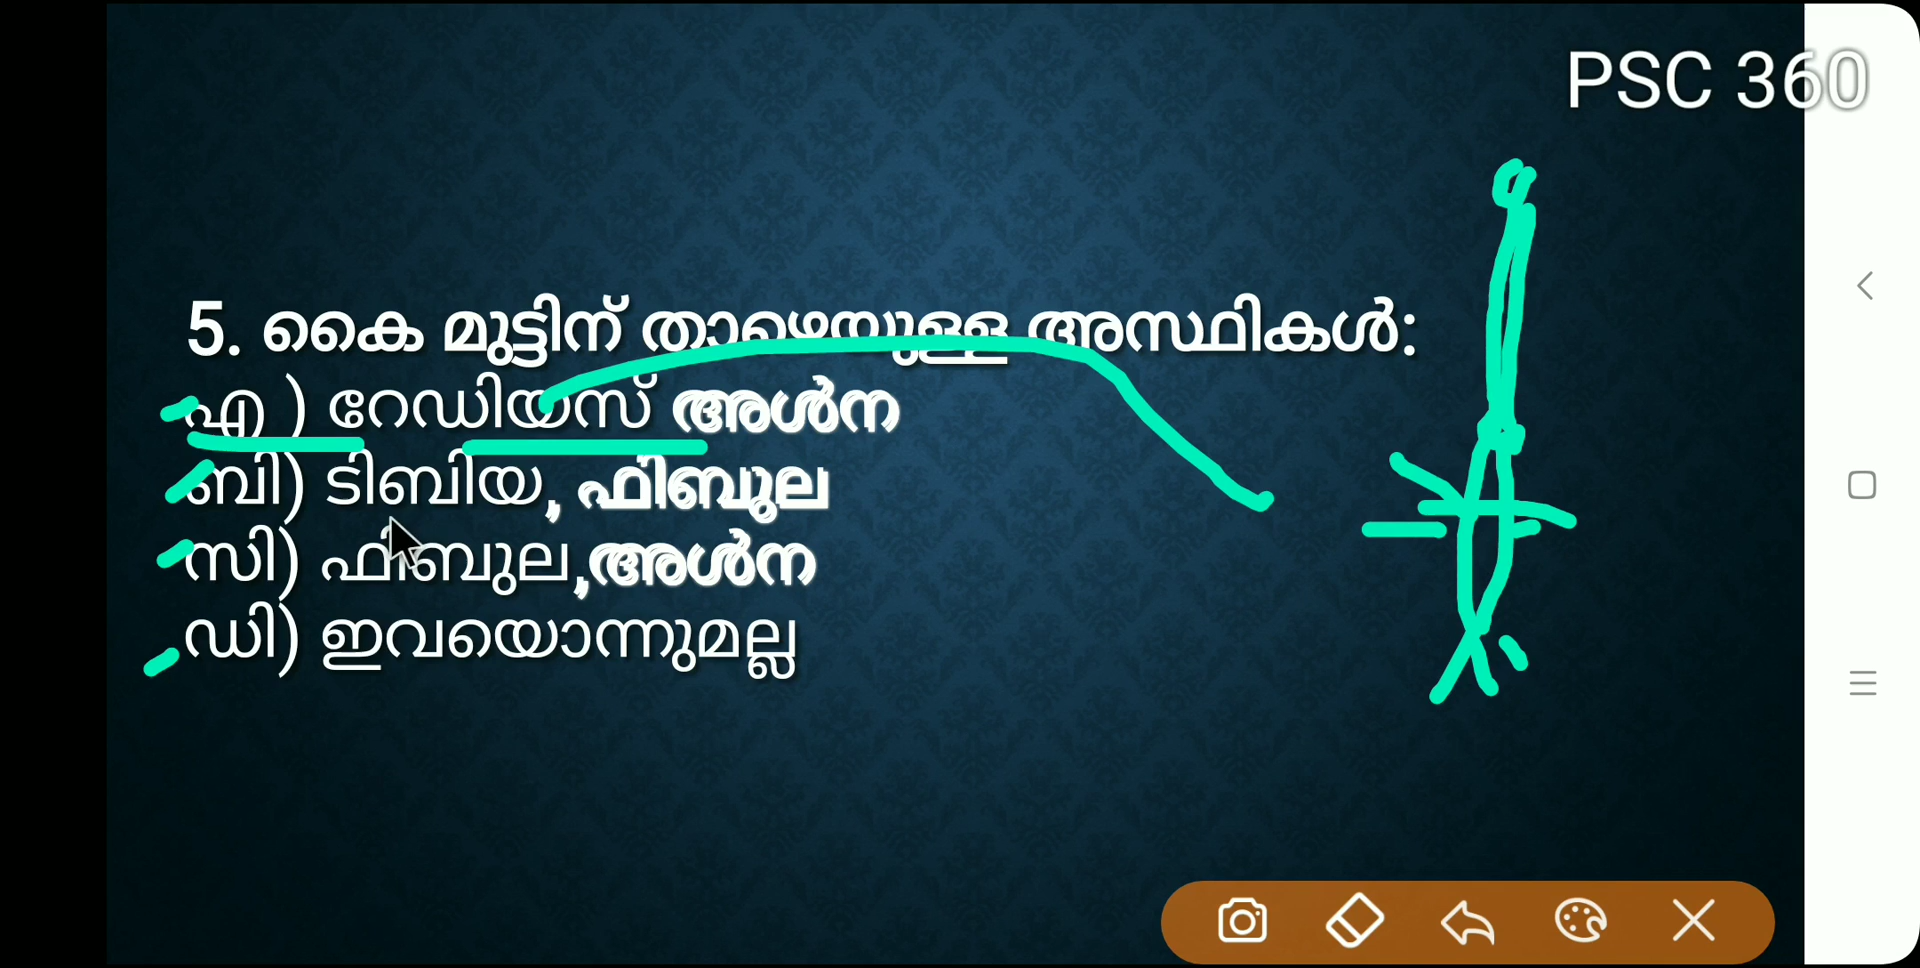 PSC 360
5. കൈ മുട്ടിന് താഴെയുള്ള അസ്ഥികൾ:
എ ) റേഡിയസ് അൾന
ബി) ടിബിയ, ഫിബുല
സി) ഫിബുല,അൾന
ഡി) ഇവയൊന്നുമല്ല